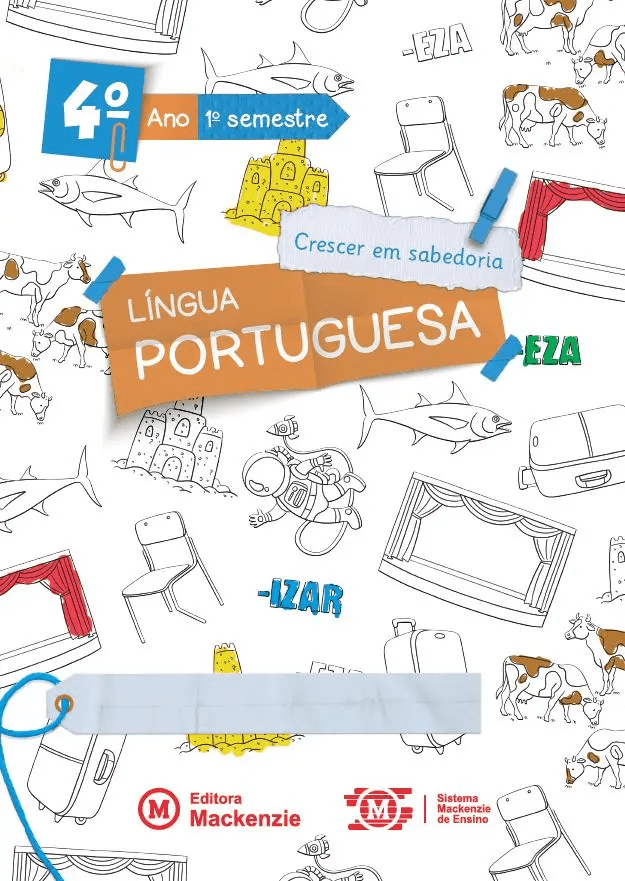 -EZA
4º
Ano 1º semestre
Crescer em sabedoria
LÍNGUA
PORTUGUESA
-EZA
-IZAR
M
Editora
Mackenzie
M
Sistema
Mackenzie
de Ensino